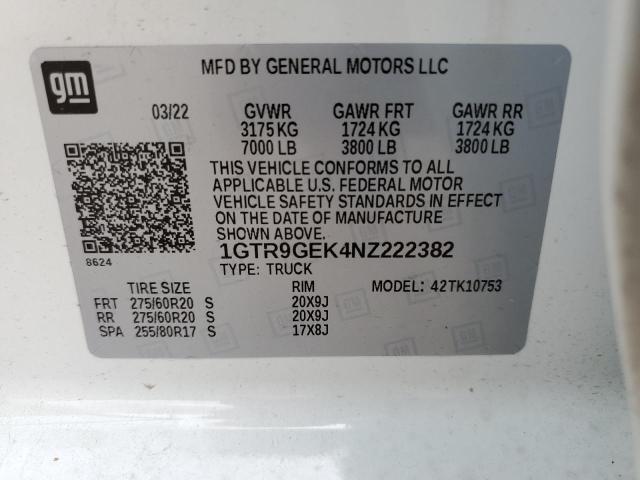 gm
MFD BY GENERAL MOTORS LLC
03/22 GVWR GAWR FRT GAWR RR
3175 KG 1724 KG 1724 KG
7000 LB 3800 LB 3800 LB
THIS VEHICLE CONFORMS TO ALL
APPLICABLE U.S. FEDERAL MOTOR
VEHICLE SAFETY STANDARDS IN EFFECT
ON THE DATE OF MANUFACTURE
SHOWN ABOVE.
8624
1GTR9GEK4NZ222382
TYPE: TRUCK
TIRE SIZE RIM MODEL: 42TK10753
FRT 275/60R20 S 20X9J
RR 275/60R20 S 20X9J
SPA 255/80R17 S 17X8J